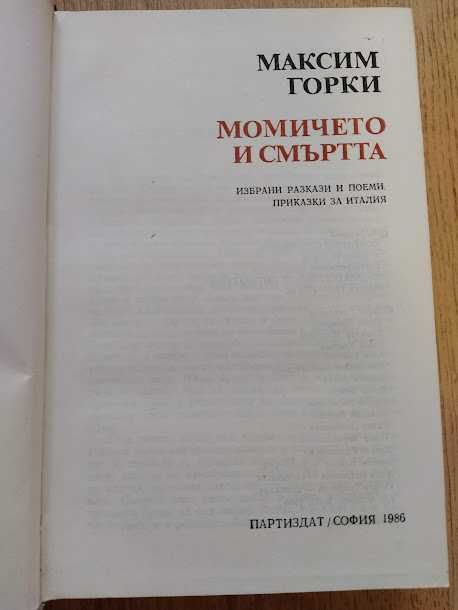 МАКСИМ
ГОРКИ
МОМИЧЕТО
И СМЪРТТА
ИЗБРАНИ РАЗКАЗИ И ПОЕМИ.
ПРИКАЗКИ ЗА ИТАЛИЯ
ПАРТИЗДАТ / СОФИЯ 1986